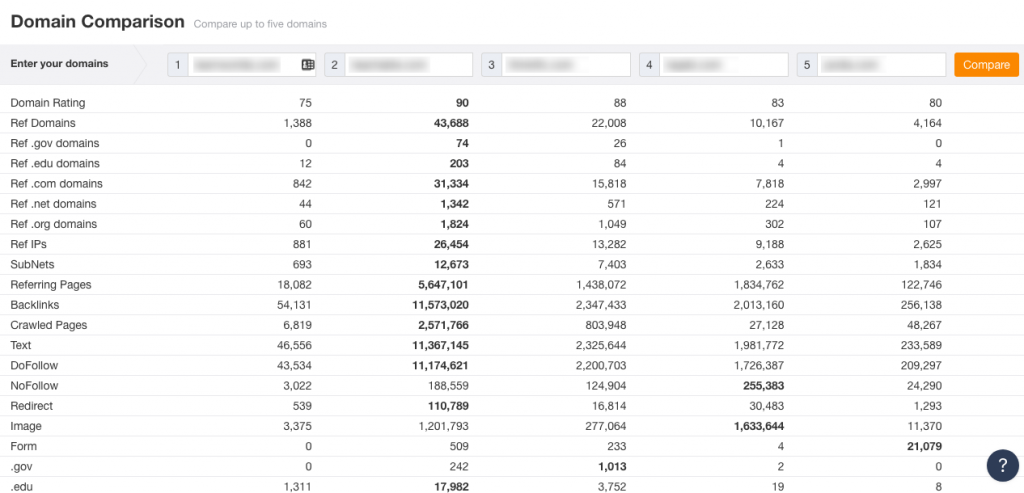 Domain Comparison Compare up to five domains
Enter your domains 1 2 3 4 5 Compare
Domain Rating 75 90 88 83 80
Ref Domains 1,388 43,688 22,008 10,167 4,164
Ref .gov domains 0 74 26 1 0
Ref .edu domains 12 203 84 4 4
Ref .com domains 842 31,334 15,818 7,818 2,997
Ref .net domains 44 1,342 571 224 121
Ref .org domains 60 1,824 1,049 302 107
Ref IPs 881 26,454 13,282 9,188 2,625
SubNets 693 12,673 7,403 2,633 1,834
Referring Pages 18,082 5,647,101 1,438,072 1,834,762 122,746
Backlinks 54,131 11,573,020 2,347,433 2,013,160 256,138
Crawled Pages 6,819 2,571,766 803,948 27,128 48,267
Text 46,556 11,367,145 2,325,644 1,981,772 233,589
DoFollow 43,534 11,174,621 2,200,703 1,726,387 209,297
NoFollow 3,022 188,559 124,904 255,383 24,290
Redirect 539 110,789 16,814 30,483 1,293
Image 3,375 1,201,793 277,064 1,633,644 11,370
Form 0 509 233 4 21,079
.gov 0 242 1,013 2 0
.edu 1,311 17,982 3,752 19 8
?